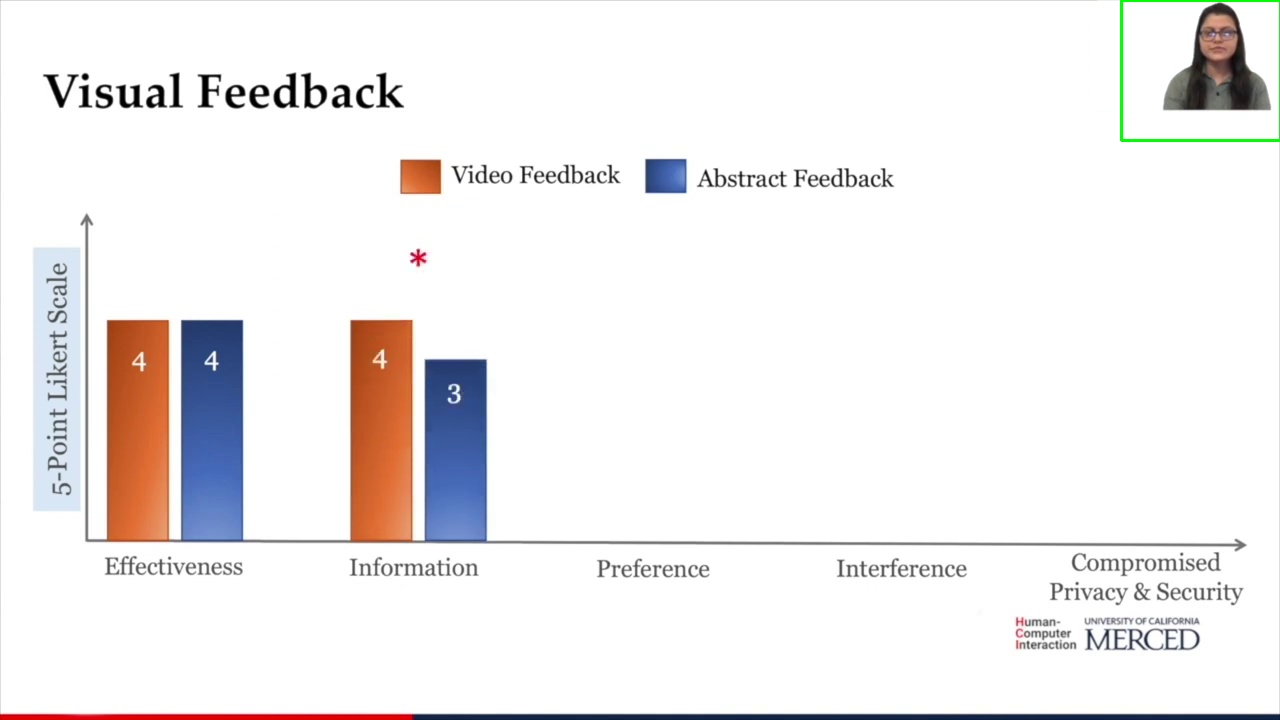 Visual Feedback
Video Feedback
Abstract Feedback
*
5-Point Likert Scale
4
4
4
3
Effectiveness
Information
Preference
Interference
Compromised
Privacy & Security
Human-
Computer
Interaction
UNIVERSITY OF CALIFORNIA
MERCED